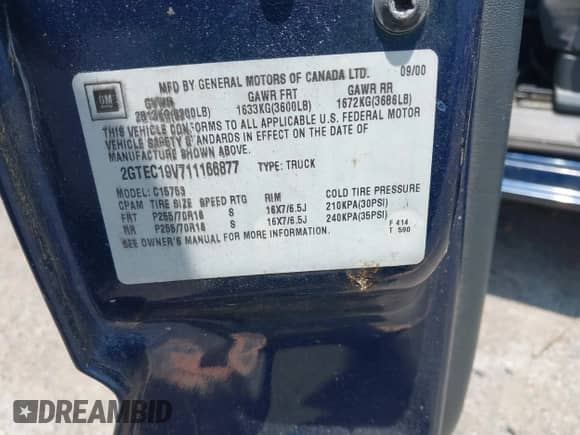 GM
MFD BY GENERAL MOTORS OF CANADA LTD. 09/00
GVWR GAWR FRT GAWR RR
1633KG(3600LB) 1672KG(3686LB)
THIS VEHICLE CONFORMS TO ALL APPLICABLE U.S. FEDERAL MOTOR
VEHICLE SAFETY STANDARDS IN EFFECT ON THE DATE OF
MANUFACTURE SHOWN ABOVE.
2GTEC19V711166877 TYPE: TRUCK
MODEL: C15753
CPAM TIRE SIZE SPEED RTG RIM COLD TIRE PRESSURE
FRT P255/70R16 S 16X7/6.5J 210KPA(30PSI)
RR P255/70R16 S 16X7/6.5J 240KPA(35PSI)
SEE OWNER'S MANUAL FOR MORE INFORMATION.
F 414
T 590
DREAMBID